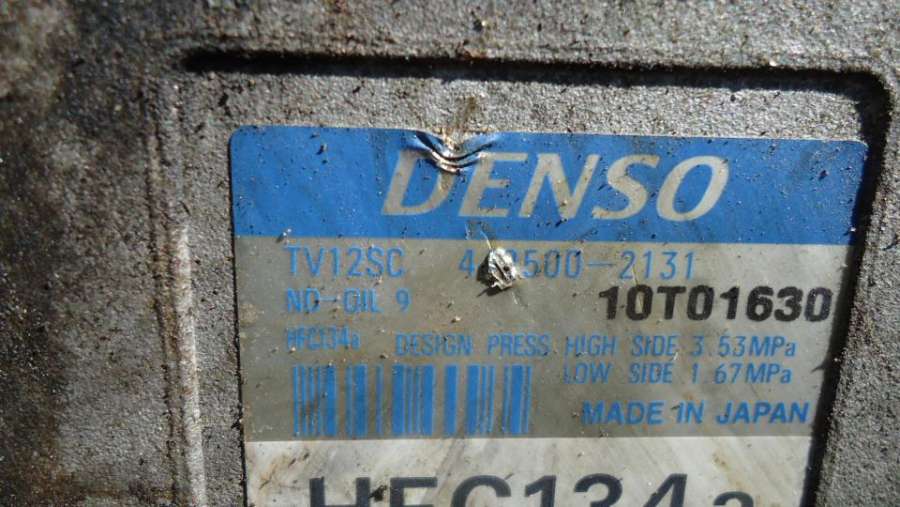 DENSO
TV12SC
ND-OIL 9 10T01630
HFC134a DESIGN PRESS HIGH SIDE 3.53MPa
LOW SIDE 1.67MPa
MADE IN JAPAN
HFC134a